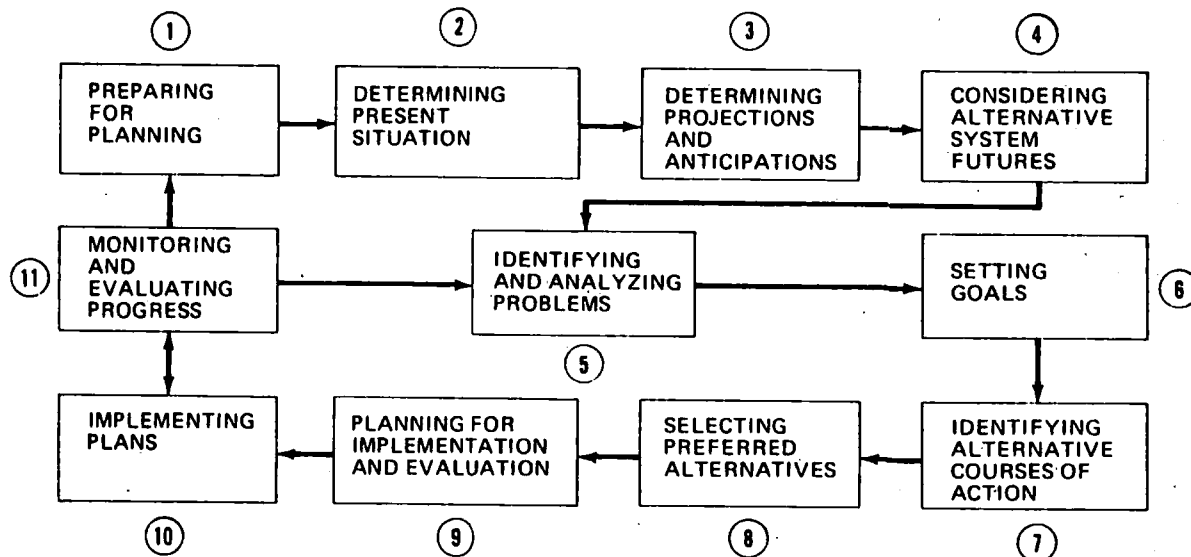 1
PREPARING
FOR
PLANNING
2
DETERMINING
PRESENT
SITUATION
3
DETERMINING
PROJECTIONS
AND
ANTICIPATIONS
4
CONSIDERING
ALTERNATIVE
SYSTEM
FUTURES
11
MONITORING
AND
EVALUATING
PROGRESS
IDENTIFYING
AND ANALYZING
PROBLEMS
5
SETTING
GOALS
6
IMPLEMENTING
PLANS
10
PLANNING FOR
IMPLEMENTATION
AND EVALUATION
9
SELECTING
PREFERRED
ALTERNATIVES
8
IDENTIFYING
ALTERNATIVE
COURSES OF
ACTION
7